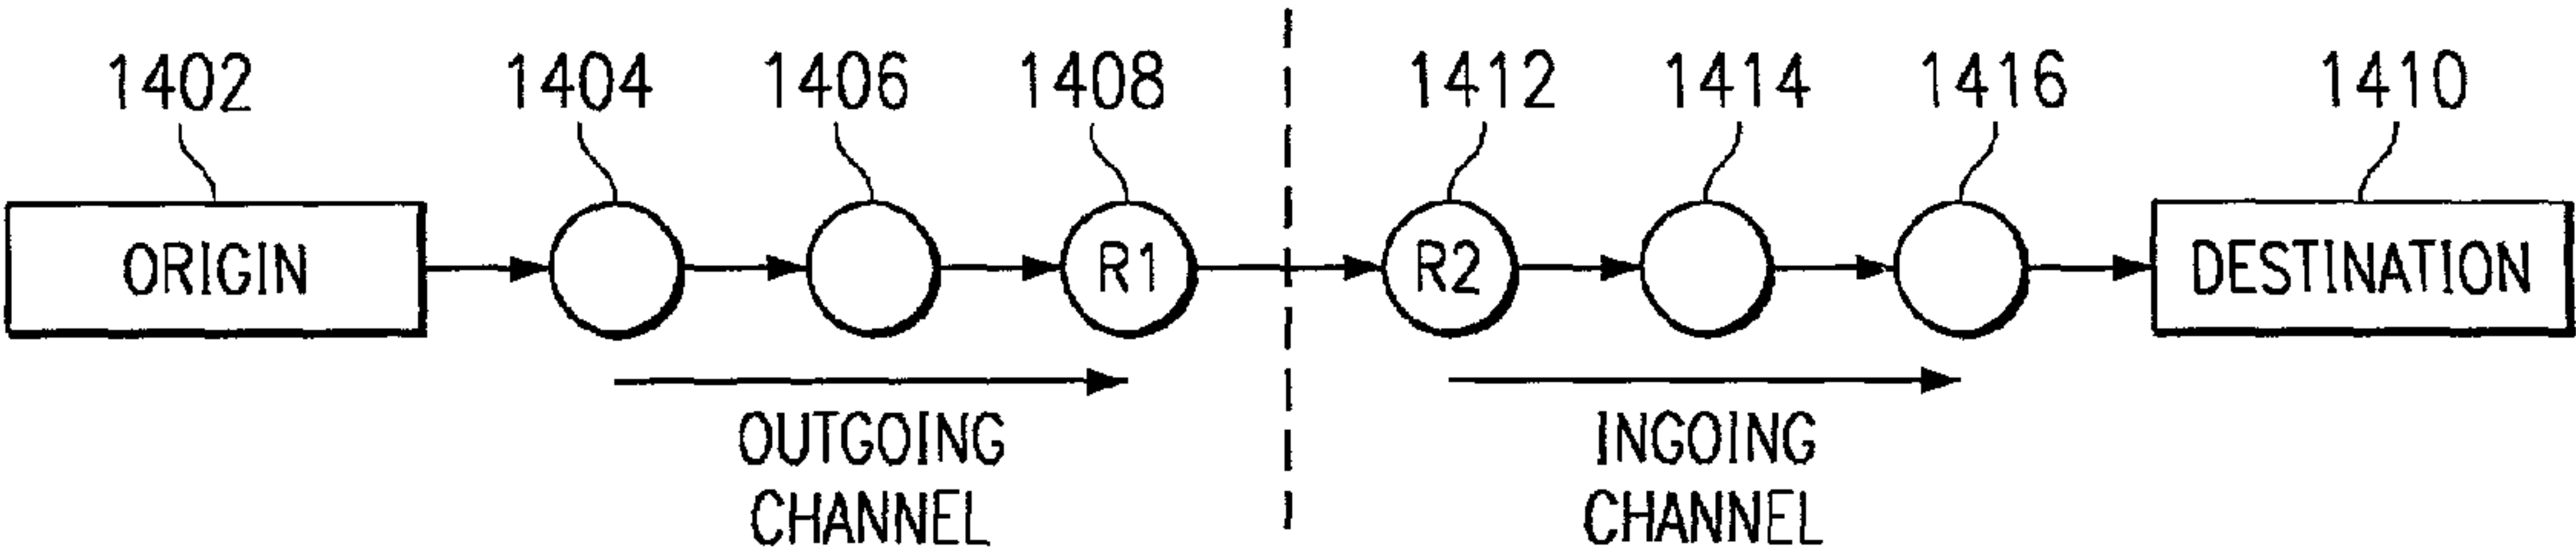 1402 1404 1406 1408 1412 1414 1416 1410
ORIGIN R1 R2 DESTINATION
OUTGOING INGOING
CHANNEL CHANNEL